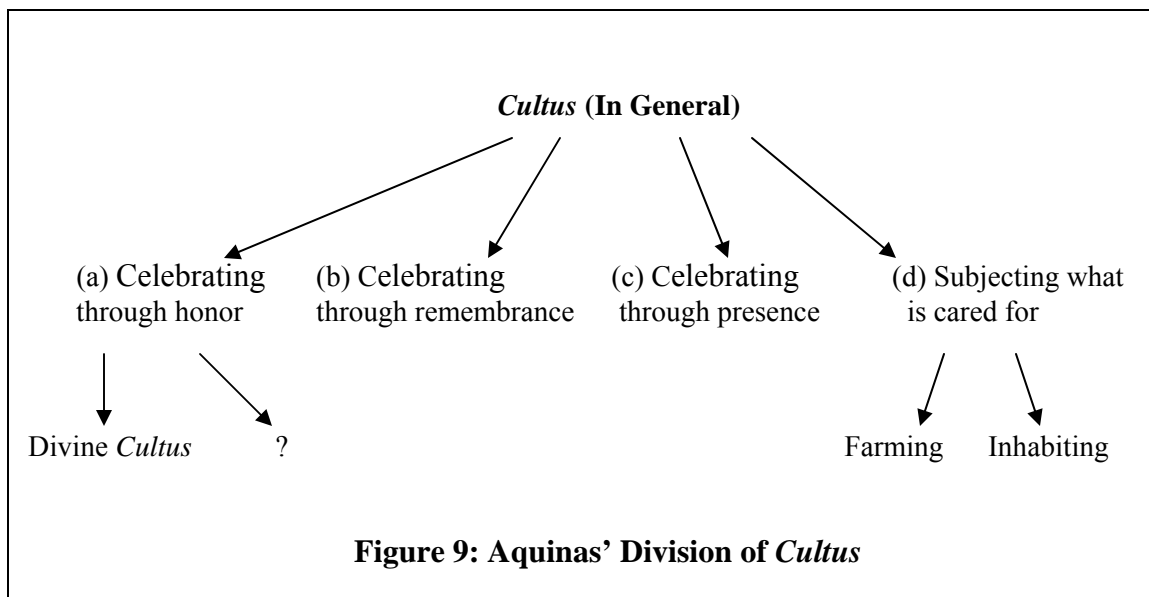 Cultus (In General)
(a) Celebrating through honor
(b) Celebrating through remembrance
(c) Celebrating through presence
(d) Subjecting what is cared for
Divine Cultus
?
Farming
Inhabiting
Figure 9: Aquinas’ Division of Cultus